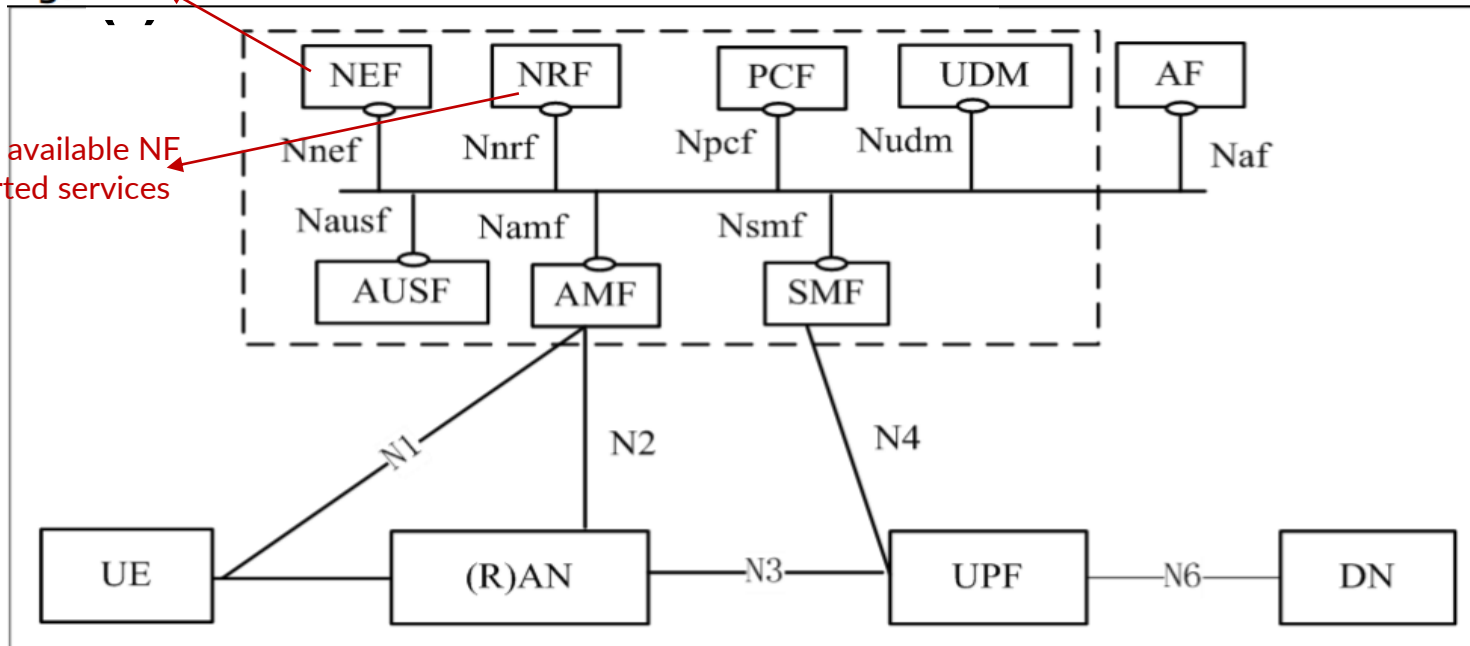 NEF NRF PCF UDM AF
available NF
Nnef Nnrf Npcf Nudm Naf
services
Nausf Namf Nsmf
AUSF AMF SMF
N1 N2 N4
UE (R)AN N3 UPF N6 DN